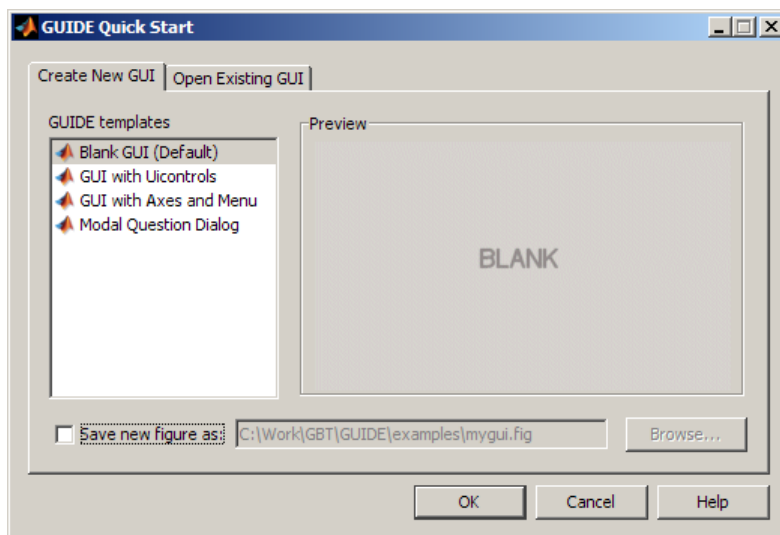 GUIDE Quick Start
Create New GUI
Open Existing GUI
GUIDE templates
Blank GUI (Default)
GUI with Uicontrols
GUI with Axes and Menu
Modal Question Dialog
Preview
BLANK
Save new figure as:
C:\Work\GBT\GUIDE\examples\mygui.fig
Browse...
OK
Cancel
Help